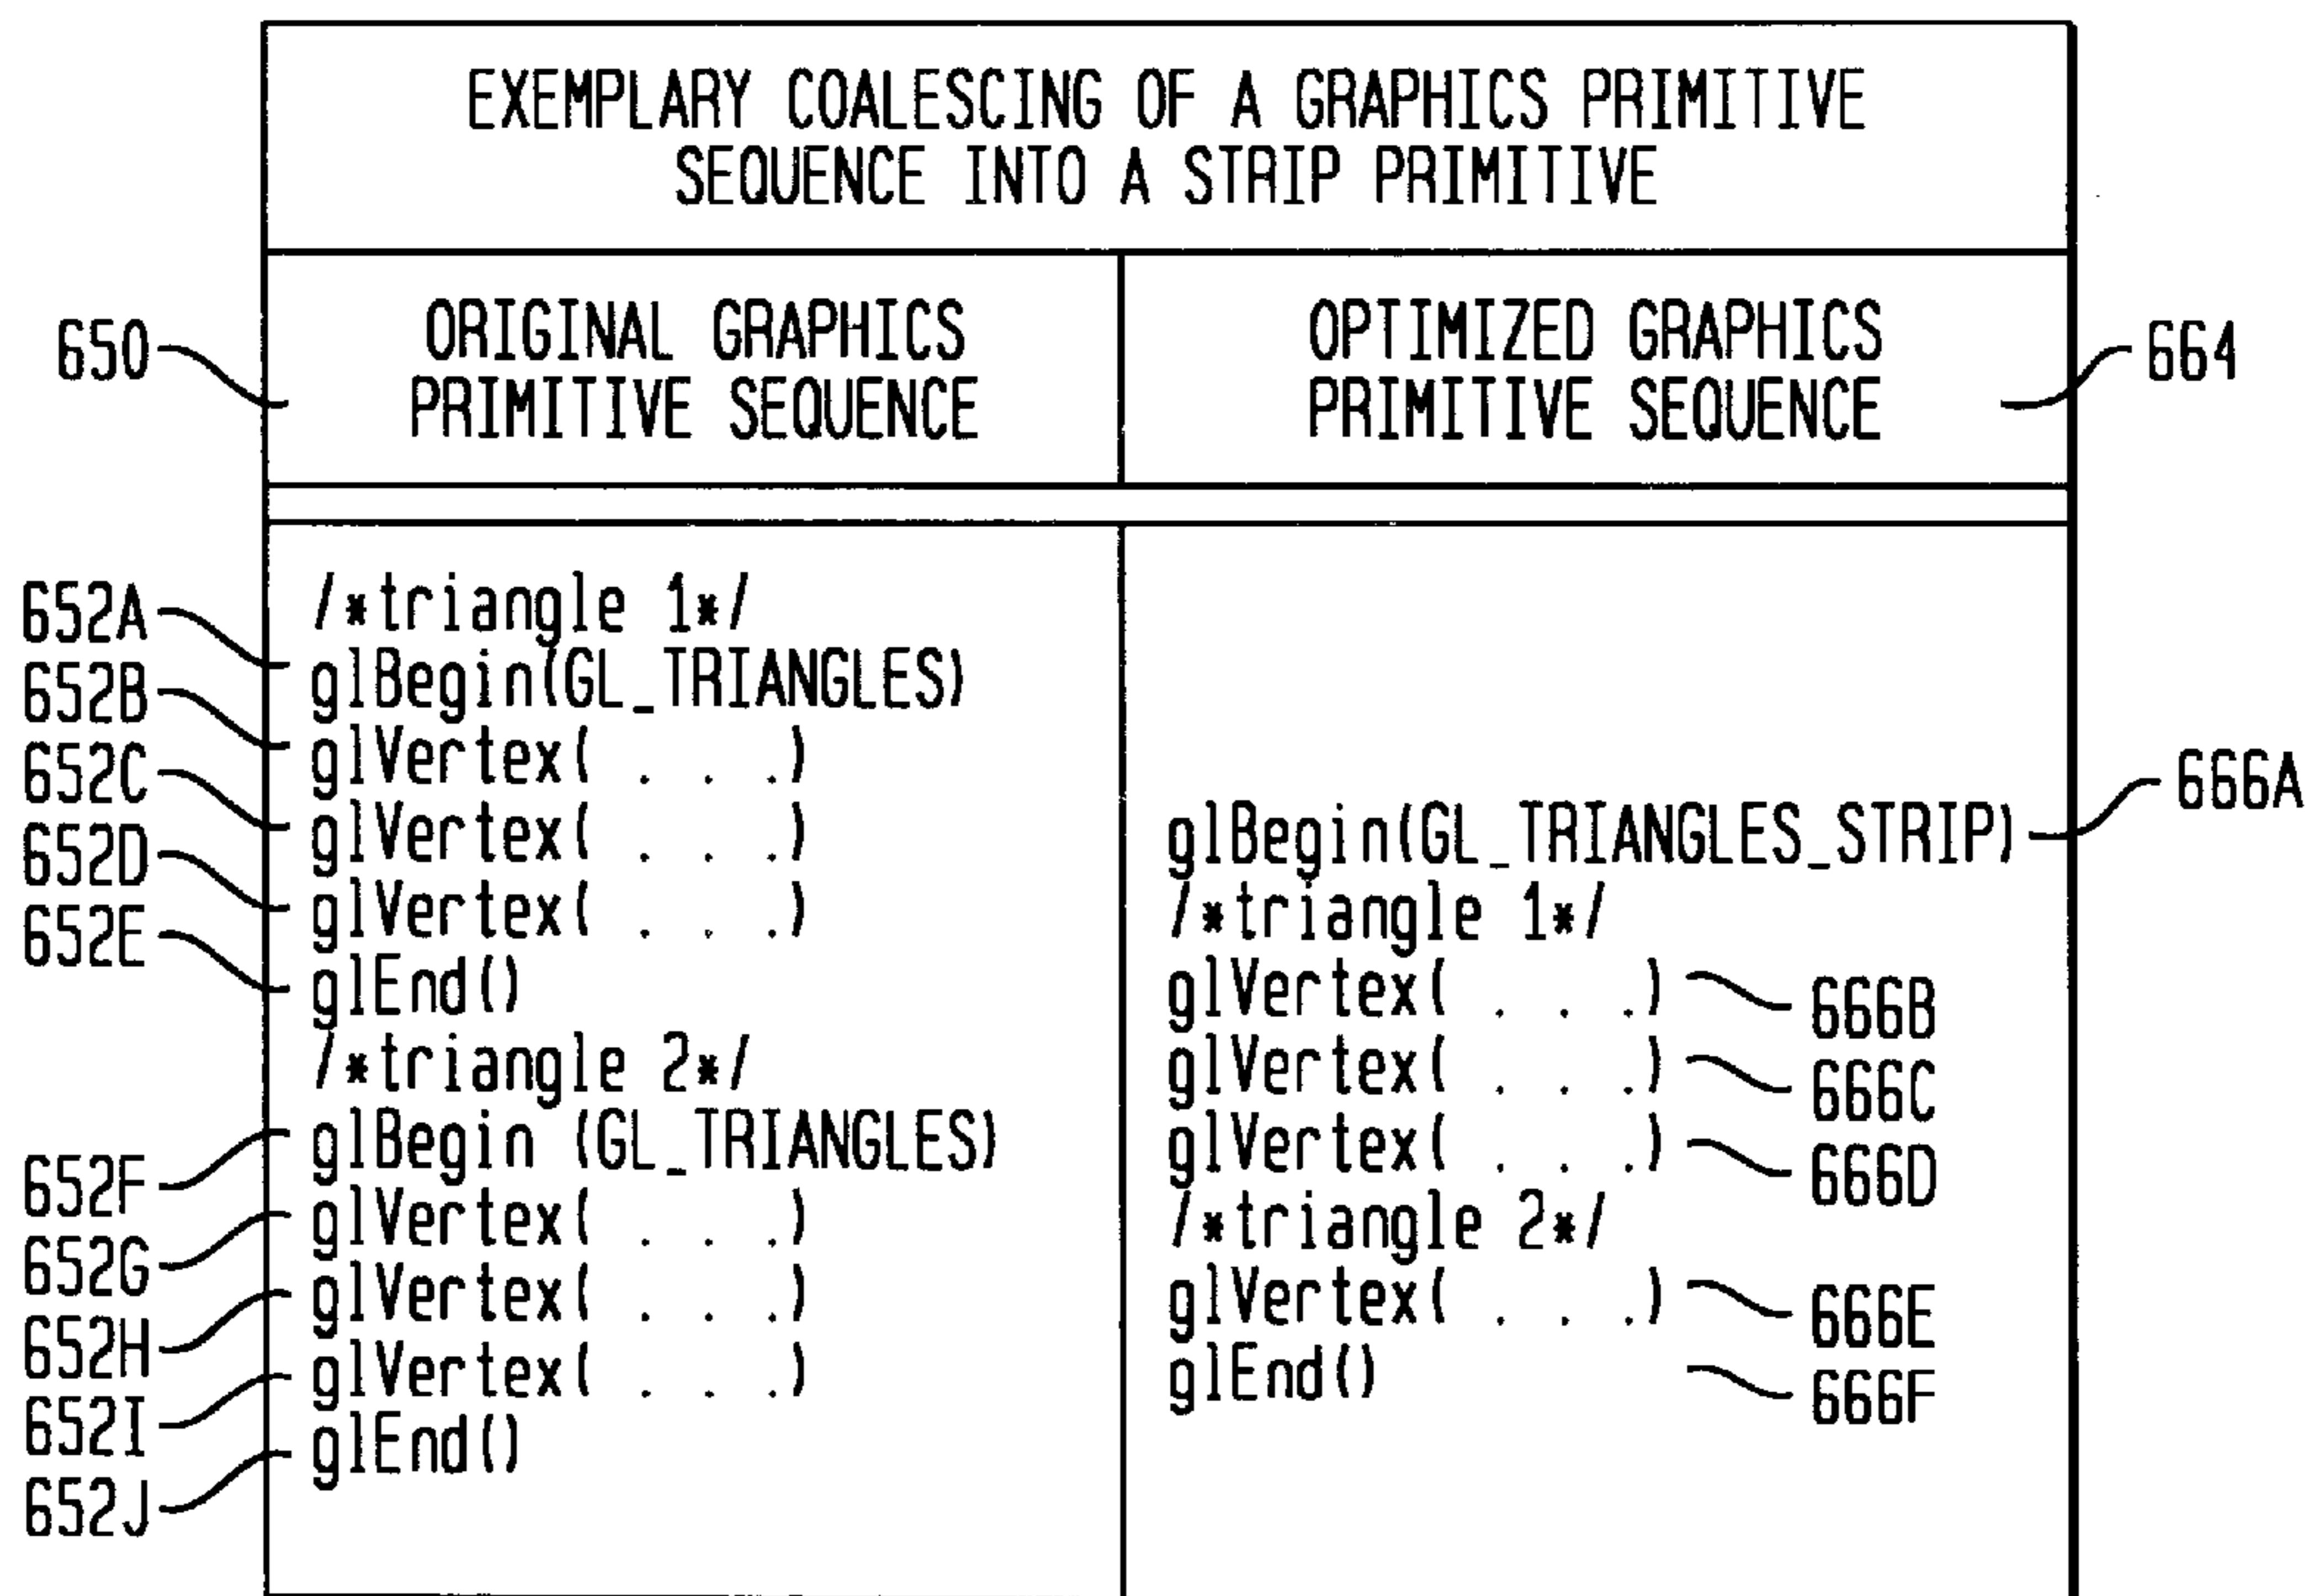 EXEMPLARY COALESCING OF A GRAPHICS PRIMITIVE
SEQUENCE INTO A STRIP PRIMITIVE
650
ORIGINAL GRAPHICS
PRIMITIVE SEQUENCE
OPTIMIZED GRAPHICS
PRIMITIVE SEQUENCE
664
/*triangle 1*/
652A
glBegin(GL_TRIANGLES)
652B
glVertex( . . .)
652C
glVertex( . . .)
652D
glVertex( . . .)
652E
glEnd()
/*triangle 2*/
652F
glBegin (GL_TRIANGLES)
652G
glVertex( . . .)
652H
glVertex( . . .)
652I
glVertex( . . .)
652J
glEnd()
glBegin(GL_TRIANGLES_STRIP)
666A
/*triangle 1*/
glVertex( . . .)
666B
glVertex( . . .)
666C
glVertex( . . .)
666D
/*triangle 2*/
glVertex( . . .)
666E
glEnd()
666F